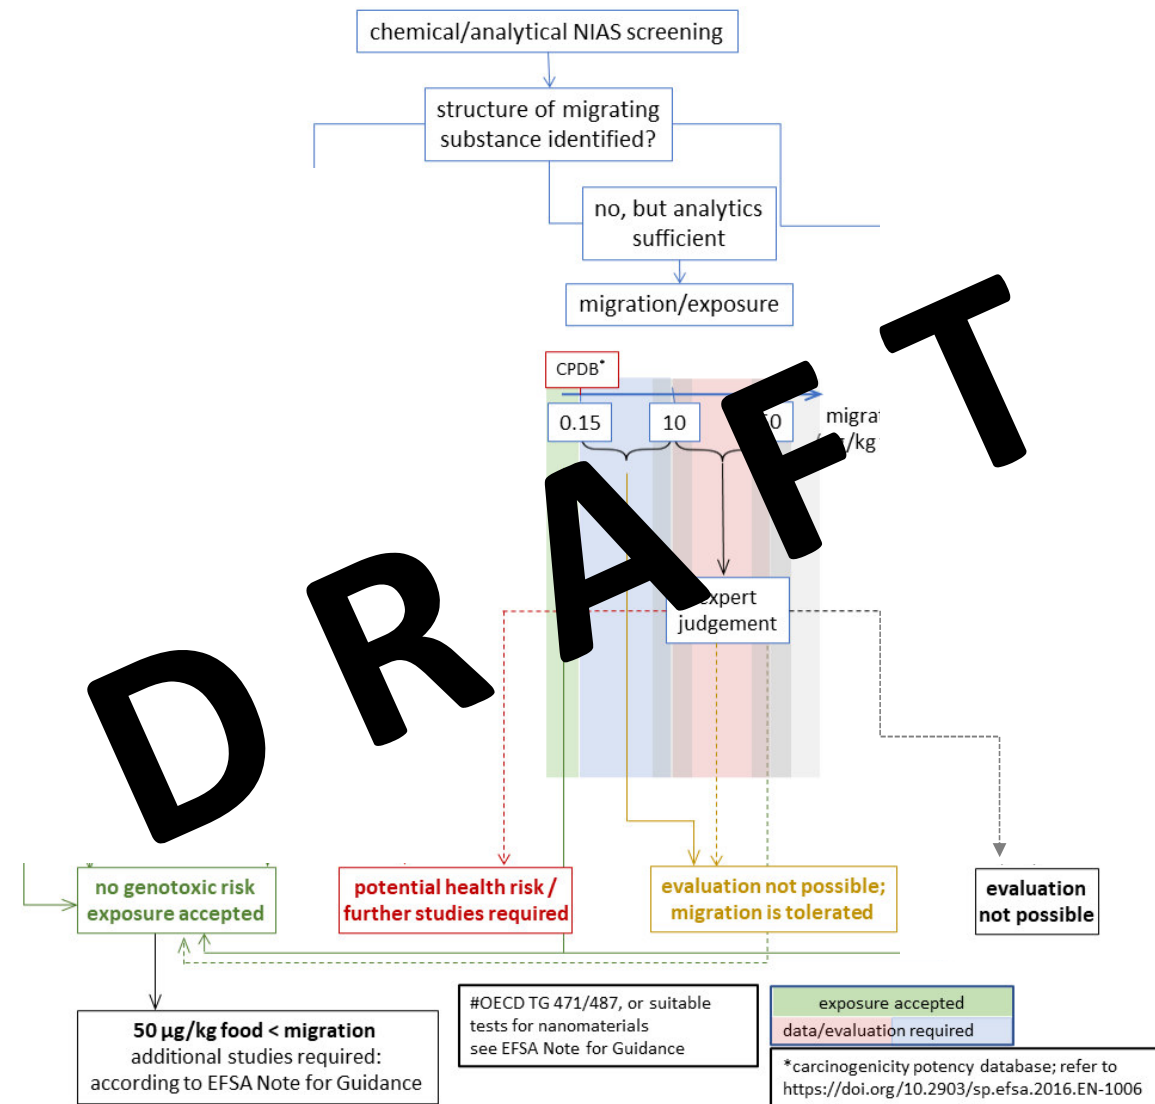 chemical/analytical NIAS screening
structure of migrating
substance identified?
no, but analytics
sufficient
migration/exposure
CPDB*
0.15
10
DRAFT
expert
judgement
no genotoxic risk
exposure accepted
potential health risk /
further studies required
evaluation not possible;
migration is tolerated
evaluation
not possible
50 µg/kg food < migration
additional studies required:
according to EFSA Note for Guidance
#OECD TG 471/487, or suitable
tests for nanomaterials
see EFSA Note for Guidance
exposure accepted
data/evaluation required
*carcinogenicity potency database; refer to
https://doi.org/10.2903/sp.efsa.2016.EN-1006